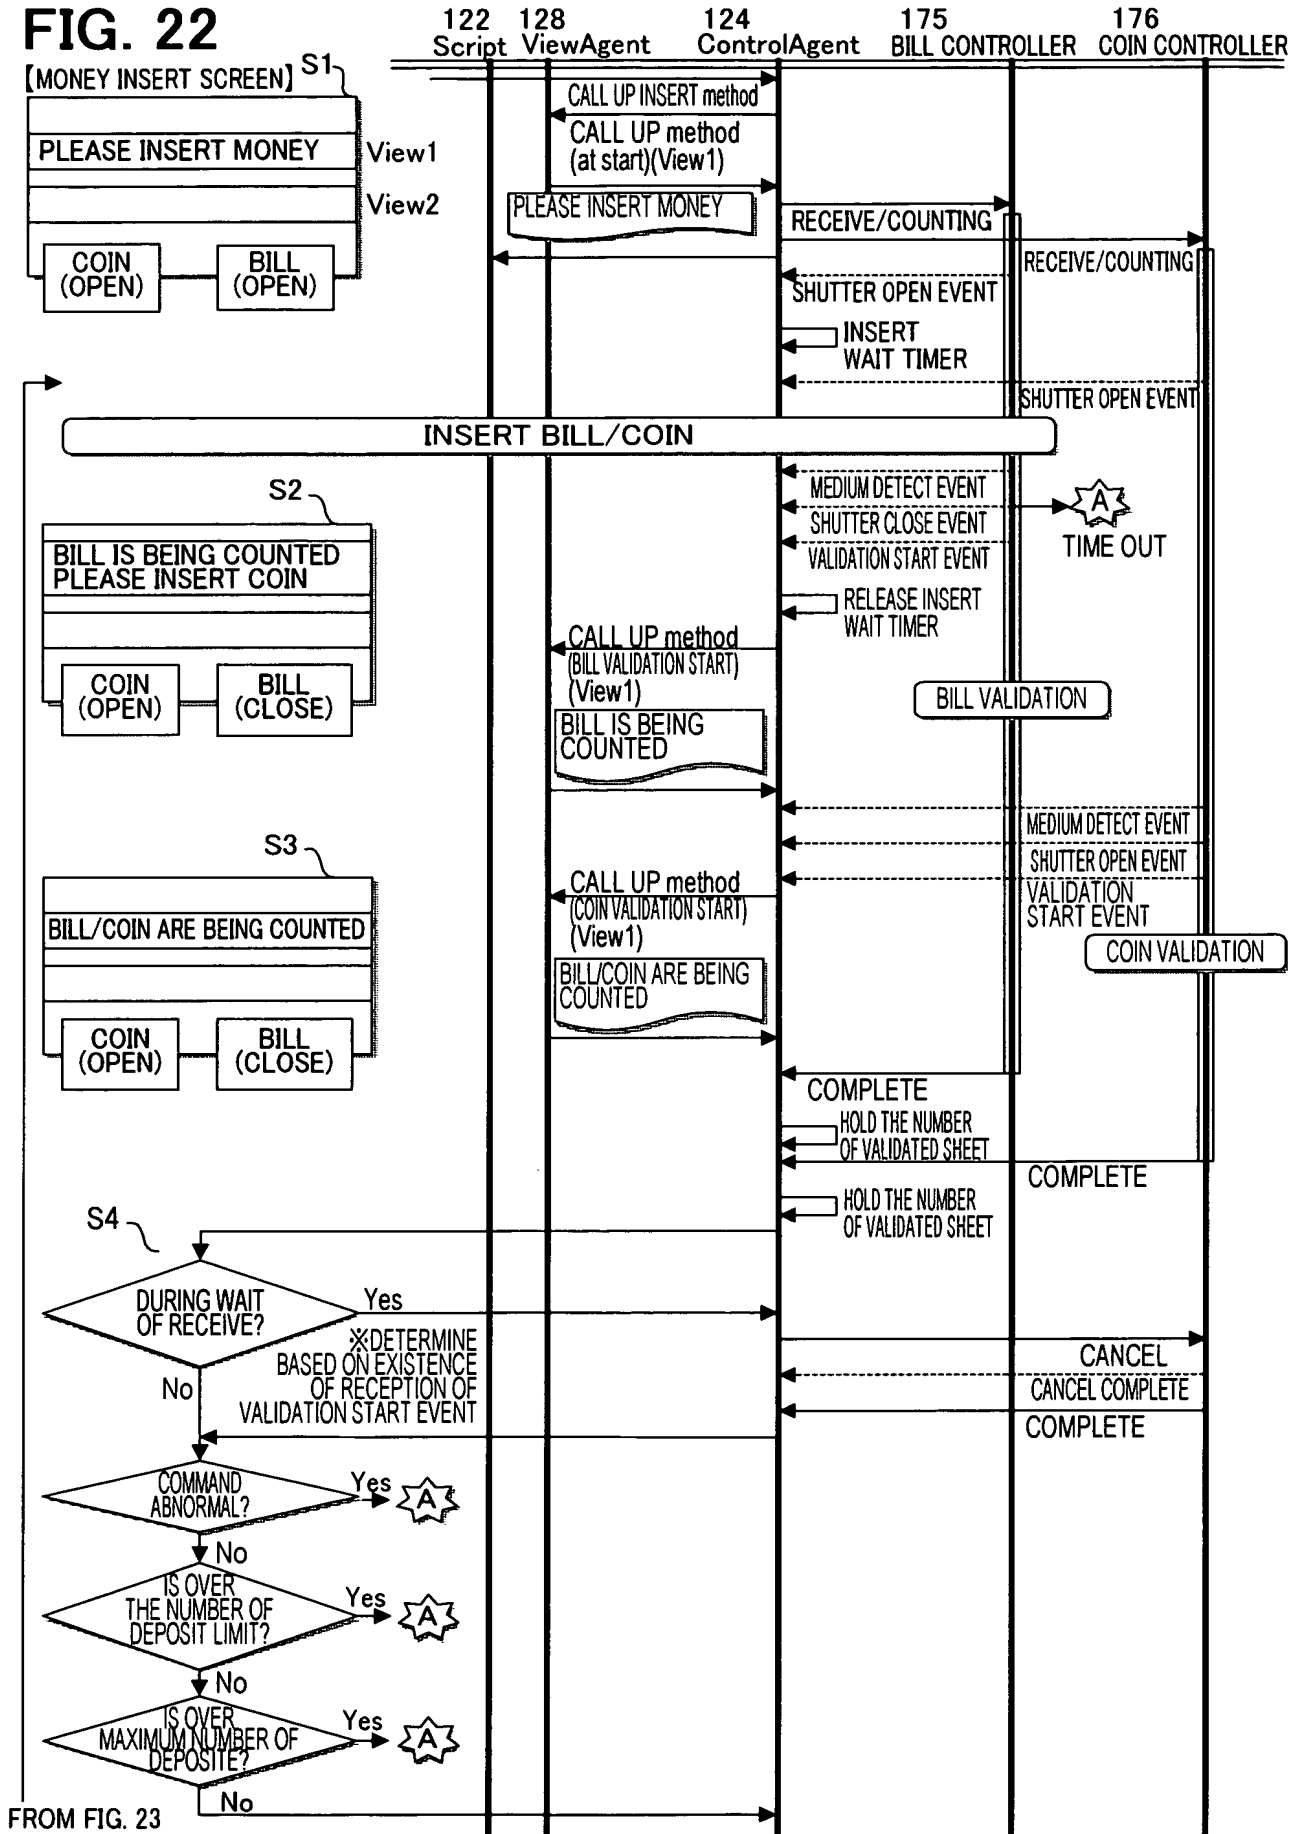 FIG. 22
122
Script
128
ViewAgent
124
ControlAgent
175
BILL CONTROLLER
176
COIN CONTROLLER
【MONEY INSERT SCREEN】
S1
PLEASE INSERT MONEY
View1
View2
COIN
(OPEN)
BILL
(OPEN)
CALL UP INSERT method
CALL UP method
(at start)(View1)
PLEASE INSERT MONEY
RECEIVE/COUNTING
RECEIVE/COUNTING
SHUTTER OPEN EVENT
INSERT
WAIT TIMER
SHUTTER OPEN EVENT
INSERT BILL/COIN
MEDIUM DETECT EVENT
A
TIME OUT
SHUTTER CLOSE EVENT
VALIDATION START EVENT
S2
BILL IS BEING COUNTED
PLEASE INSERT COIN
COIN
(OPEN)
BILL
(CLOSE)
RELEASE INSERT
WAIT TIMER
CALL UP method
(BILL VALIDATION START)
(View1)
BILL VALIDATION
BILL IS BEING
COUNTED
MEDIUM DETECT EVENT
SHUTTER OPEN EVENT
VALIDATION
START EVENT
S3
BILL/COIN ARE BEING COUNTED
COIN
(OPEN)
BILL
(CLOSE)
CALL UP method
(COIN VALIDATION START)
(View1)
COIN VALIDATION
BILL/COIN ARE BEING
COUNTED
COMPLETE
HOLD THE NUMBER
OF VALIDATED SHEET
COMPLETE
HOLD THE NUMBER
OF VALIDATED SHEET
S4
DURING WAIT
OF RECEIVE?
Yes
※DETERMINE
BASED ON EXISTENCE
OF RECEPTION OF
VALIDATION START EVENT
No
CANCEL
CANCEL COMPLETE
COMPLETE
COMMAND
ABNORMAL?
Yes
A
No
IS OVER
THE NUMBER OF
DEPOSIT LIMIT?
Yes
A
No
IS OVER
MAXIMUM NUMBER OF
DEPOSITE?
Yes
A
No
FROM FIG. 23